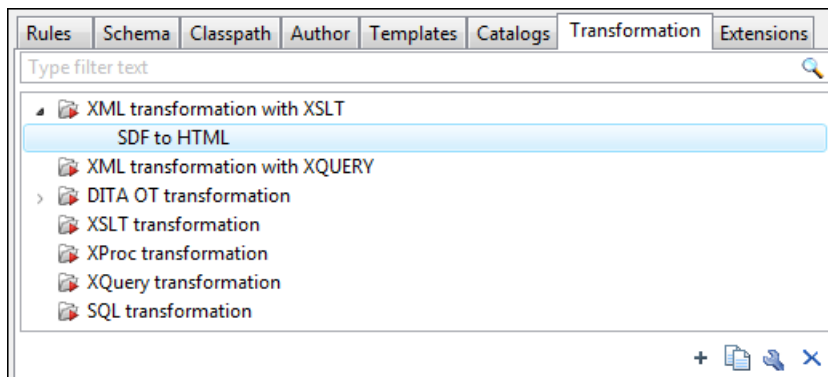 Rules Schema Classpath Author Templates Catalogs Transformation Extensions
Type filter text
XML transformation with XSLT
SDF to HTML
XML transformation with XQUERY
DITA OT transformation
XSLT transformation
XProc transformation
XQuery transformation
SQL transformation